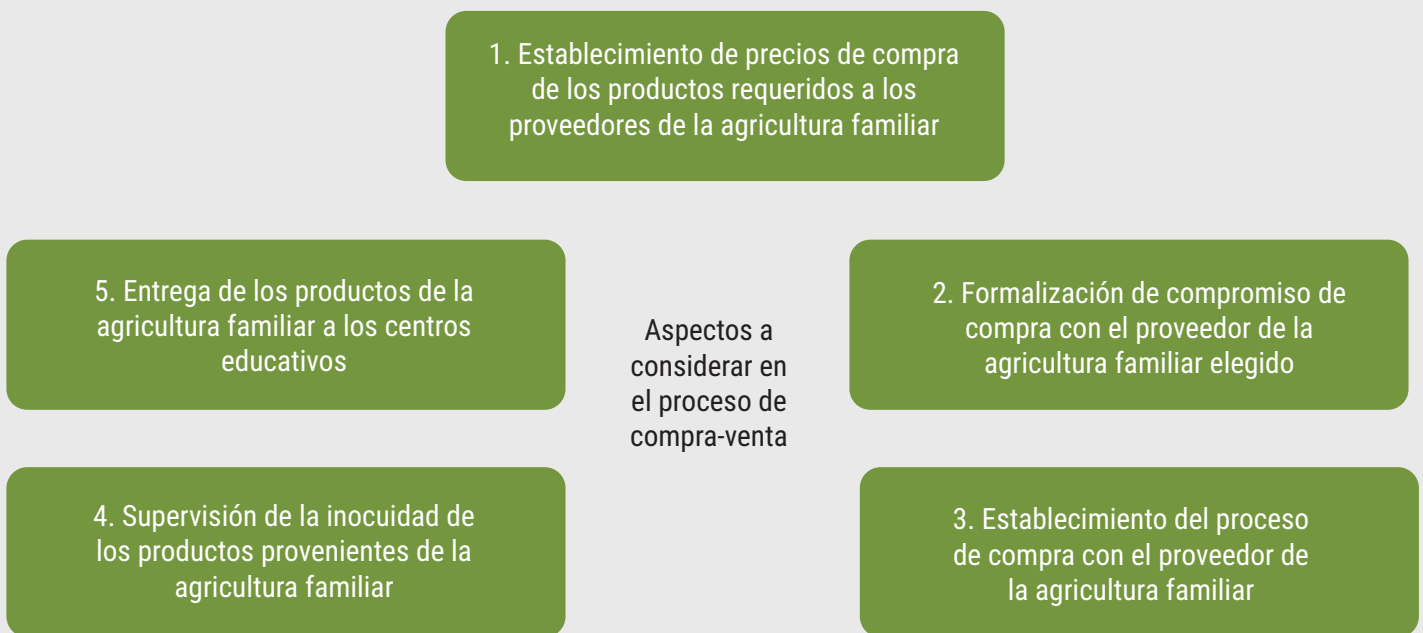 1. Establecimiento de precios de compra
de los productos requeridos a los
proveedores de la agricultura familiar
5. Entrega de los productos de la
agricultura familiar a los centros
educativos
Aspectos a
considerar en
el proceso de
compra-venta
2. Formalización de compromiso de
compra con el proveedor de la
agricultura familiar elegido
4. Supervisión de la inocuidad de
los productos provenientes de la
agricultura familiar
3. Establecimiento del proceso
de compra con el proveedor de
la agricultura familiar